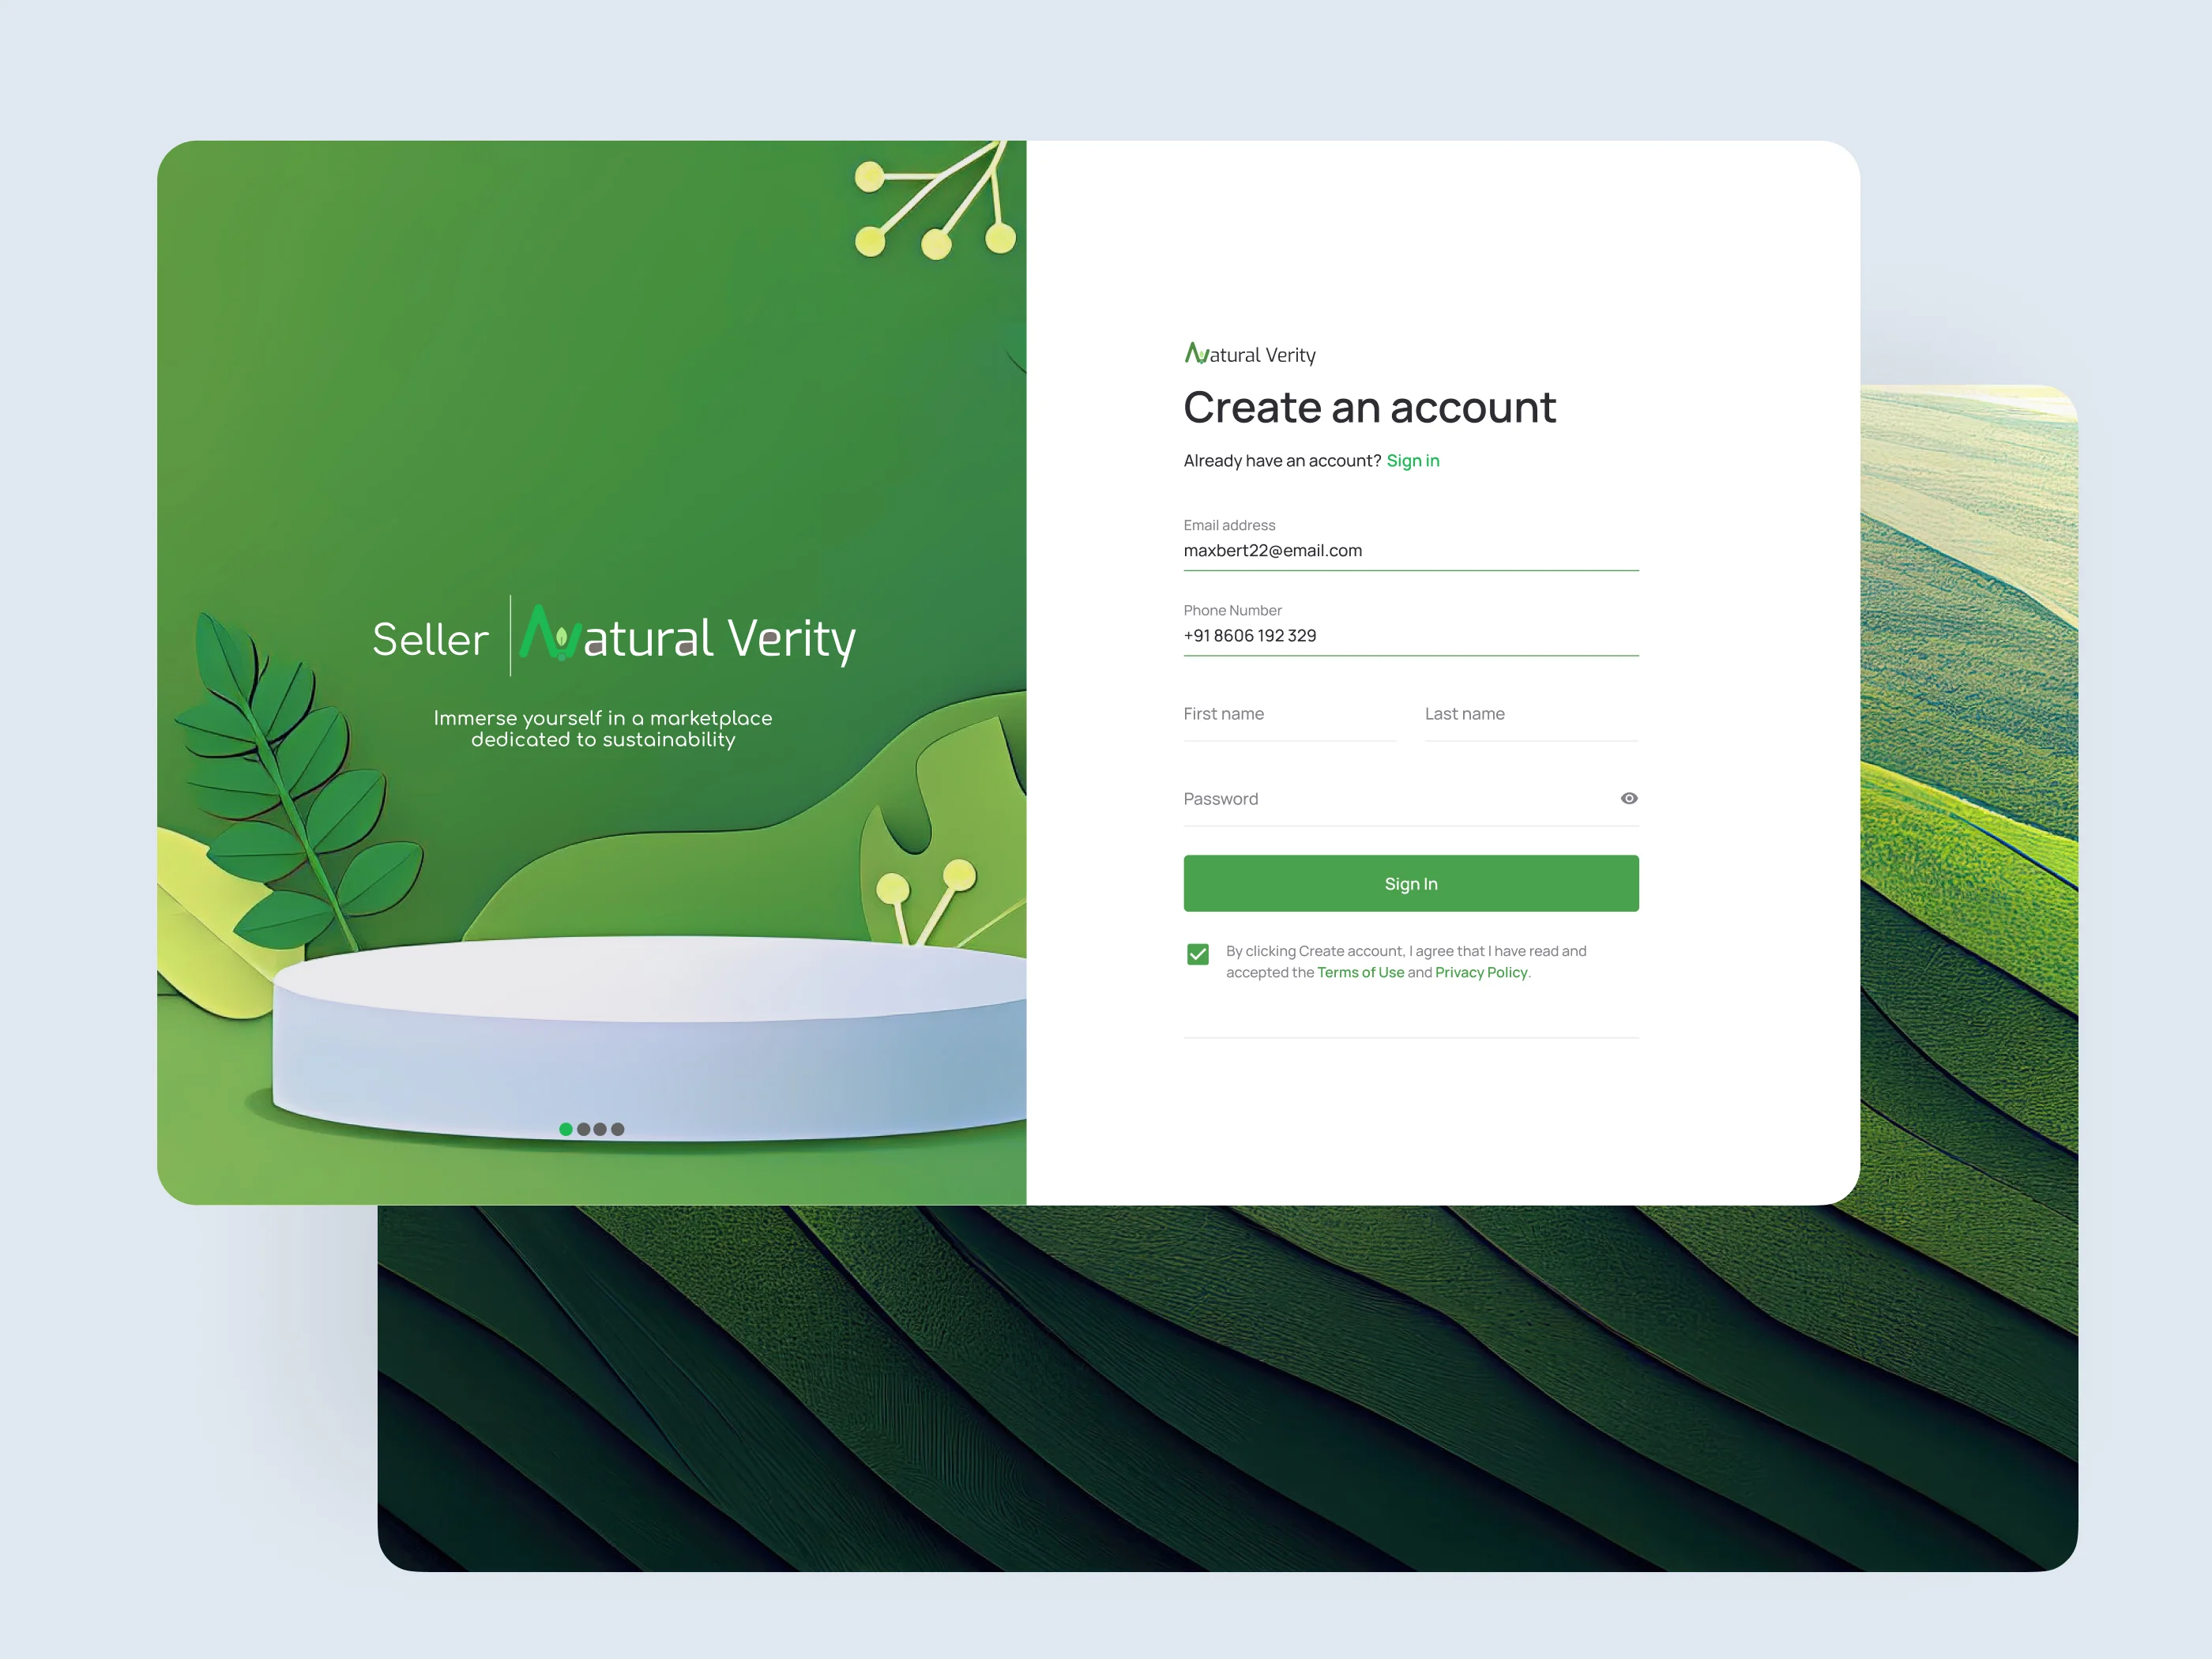 Seller Natural Verity
Immerse yourself in a marketplace
dedicated to sustainability
Natural Verity
Create an account
Already have an account? Sign in
Email address
maxbert22@email.com
Phone Number
+91 8606 192 329
First name Last name
Password
Sign In
By clicking Create account, I agree that I have read and
accepted the Terms of Use and Privacy Policy.